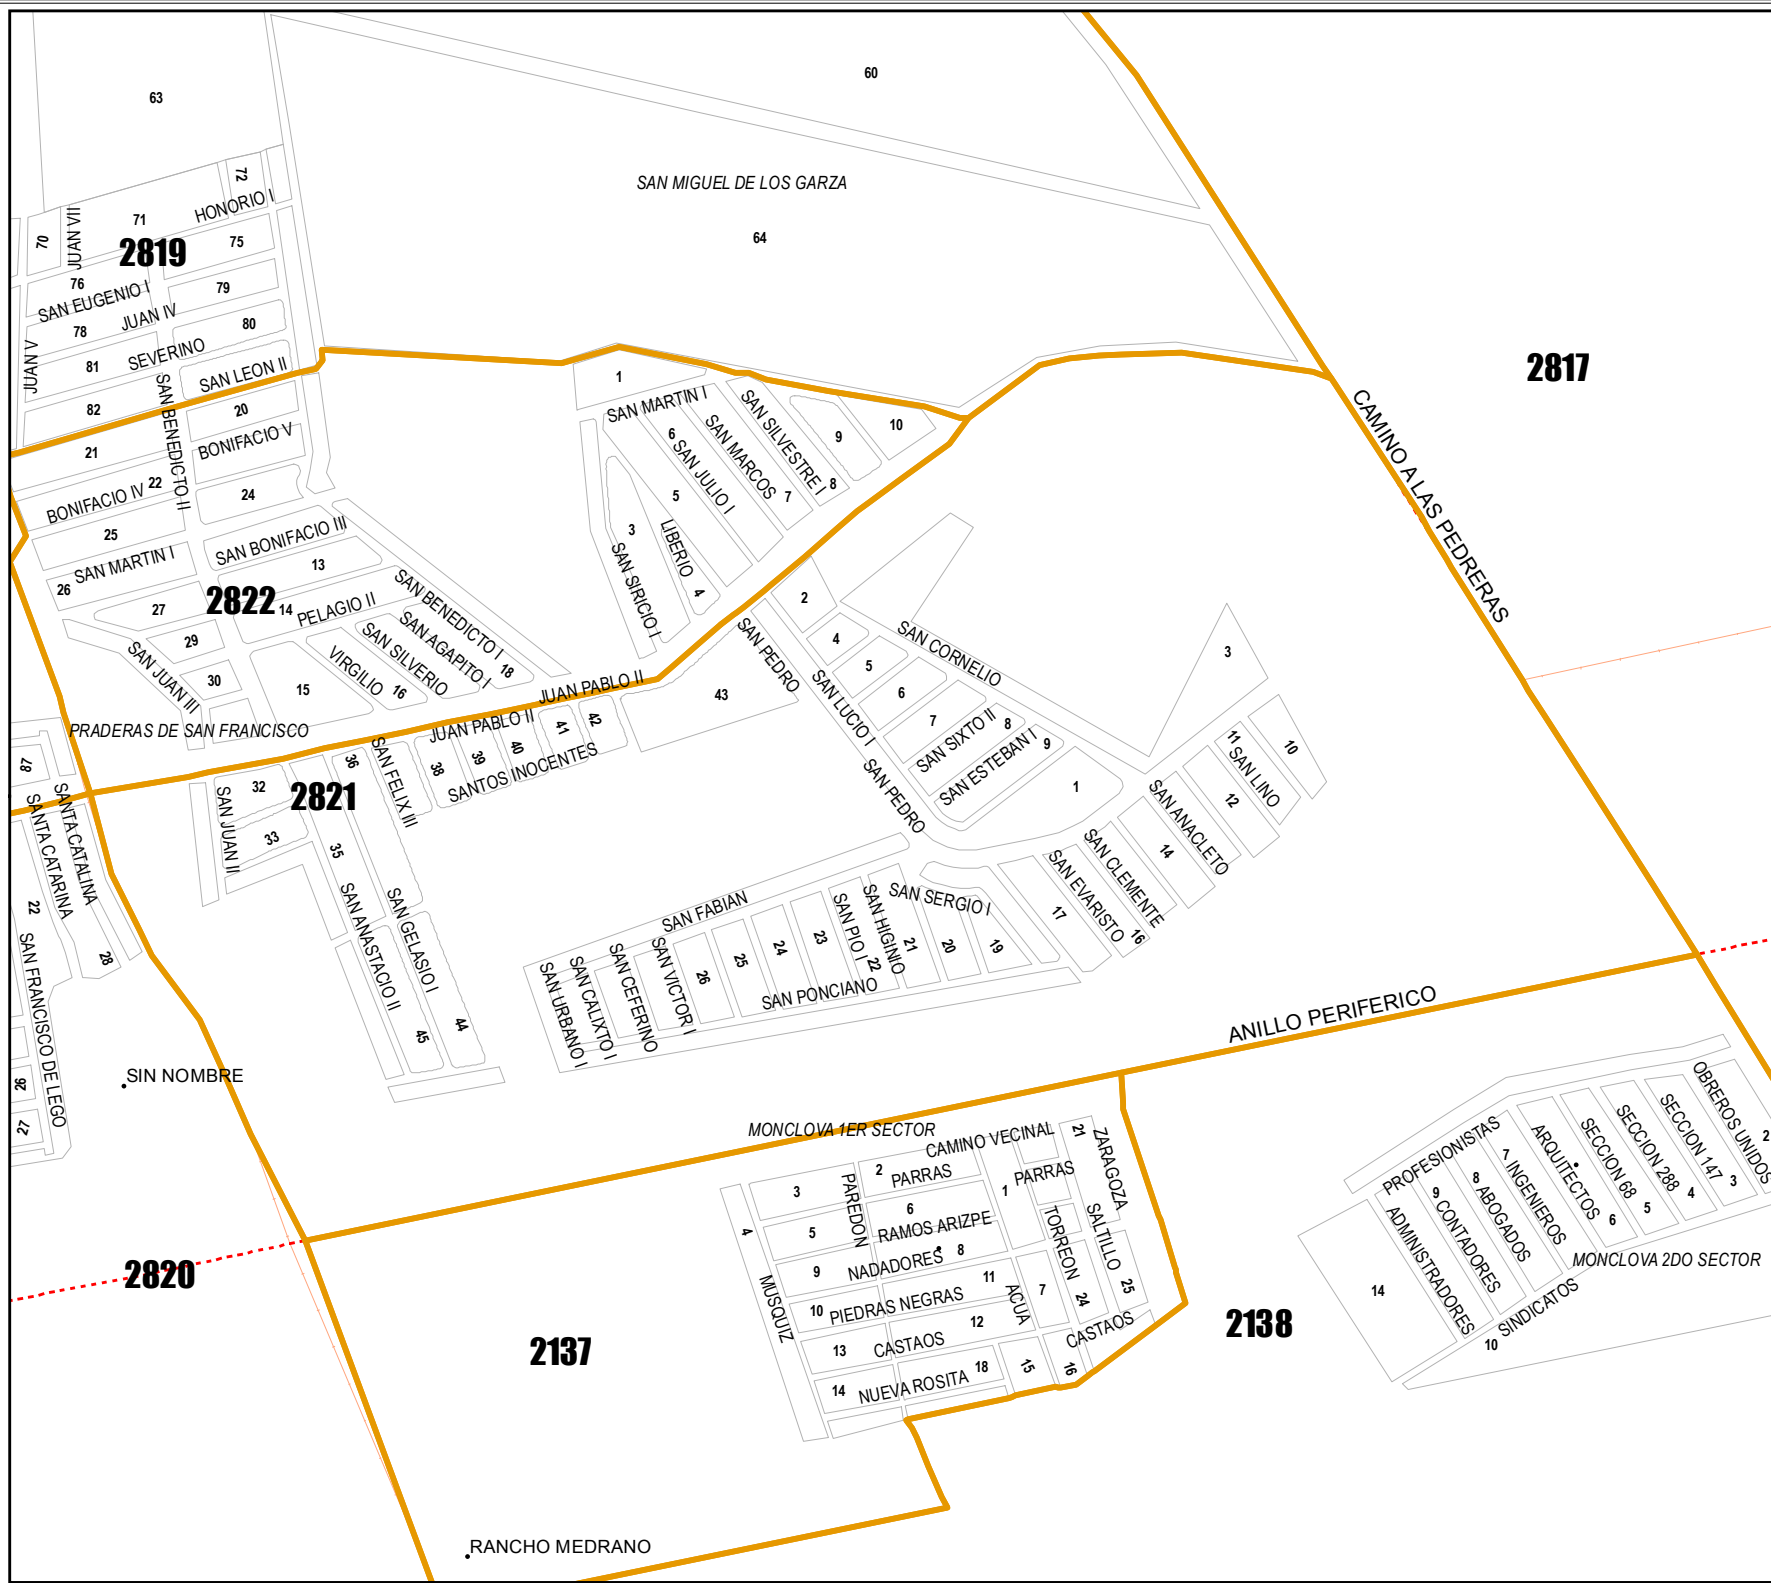 60
63
SAN MIGUEL DE LOS GARZA
64
72
HONORIO I
71
70
JUAN VII
75
2819
76
SAN EUGENIO I
79
78
JUAN IV
80
81
SEVERINO
JUAN V
SAN LEON II
82
SAN BENEDICTO II
20
21
BONIFACIO V
22
BONIFACIO IV
24
25
SAN BONIFACIO III
SAN MARTIN I
13
26
27
2822
14
PELAGIO II
SAN BENEDICTO I
29
SAN AGAPITO I
18
SAN SILVERIO
VIRGILIO
16
SAN JUAN III
30
15
PRADERAS DE SAN FRANCISCO
1
SAN MARTIN I
SAN SILVESTRE I
9
10
6
SAN MARCOS
SAN JULIO I
7
8
5
3
LIBERIO
SAN SIRICIO I
4
2817
CAMINO A LAS PEDRERAS
2
4
SAN PEDRO
5
SAN CORNELIO
3
SAN LUCIO I
6
7
SAN SIXTO II
8
SAN ESTEBAN I
9
SAN PEDRO
1
JUAN PABLO II
JUAN PABLO II
43
42
41
40
39
38
SANTOS INOCENTES
SAN FELIX III
36
32
2821
SAN JUAN II
33
35
SAN ANASTACIO II
SAN GELASIO I
45
44
87
SANTA CATALINA
SANTA CATARINA
22
28
SAN FRANCISCO DE LEGO
26
27
SIN NOMBRE
11
SAN LINO
10
12
SAN ANACLETO
14
SAN CLEMENTE
16
SAN EVARISTO
17
SAN SERGIO I
19
20
21
SAN HIGINIO
22
SAN PIO I
23
24
25
26
SAN FABIAN
SAN VICTOR I
SAN CEFERINO
SAN CALIXTO I
SAN URBANO I
SAN PONCIANO
ANILLO PERIFERICO
MONCLOVA 1ER SECTOR
CAMINO VECINAL
21
ZARAGOZA
2
PARRAS
PARRAS
3
PAREDON
1
6
4
5
RAMOS ARIZPE
TORREON
SALTILLO
NADADORES
8
9
11
MUSQUIZ
10
PIEDRAS NEGRAS
ACUA
7
24
25
12
13
CASTAOS
CASTAOS
14
NUEVA ROSITA
18
15
16
2820
2137
2138
RANCHO MEDRANO
OBREROS UNIDOS
2
SECCION 147
3
SECCION 288
4
SECCION 68
5
ARQUITECTOS
6
PROFESIONISTAS
7
INGENIEROS
8
ABOGADOS
9
CONTADORES
ADMINISTRADORES
14
10
SINDICATOS
MONCLOVA 2DO SECTOR